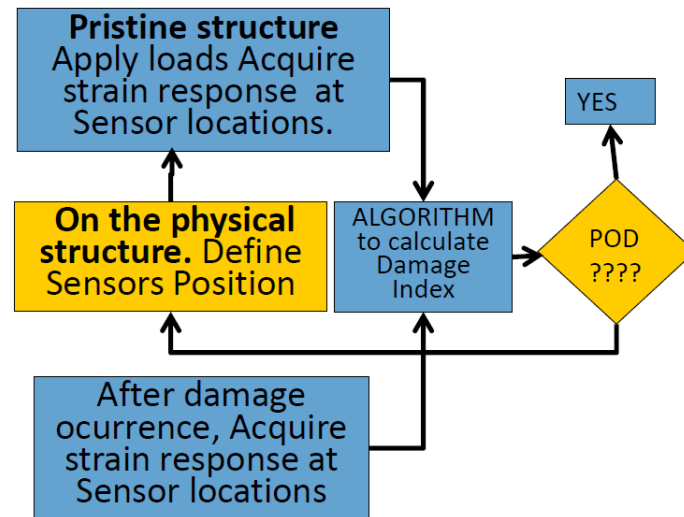 Pristine structure
Apply loads Acquire
strain response at
Sensor locations.
YES
On the physical
structure. Define
Sensors Position
ALGORITHM
to calculate
Damage
Index
POD
????
After damage
ocurrence, Acquire
strain response at
Sensor locations